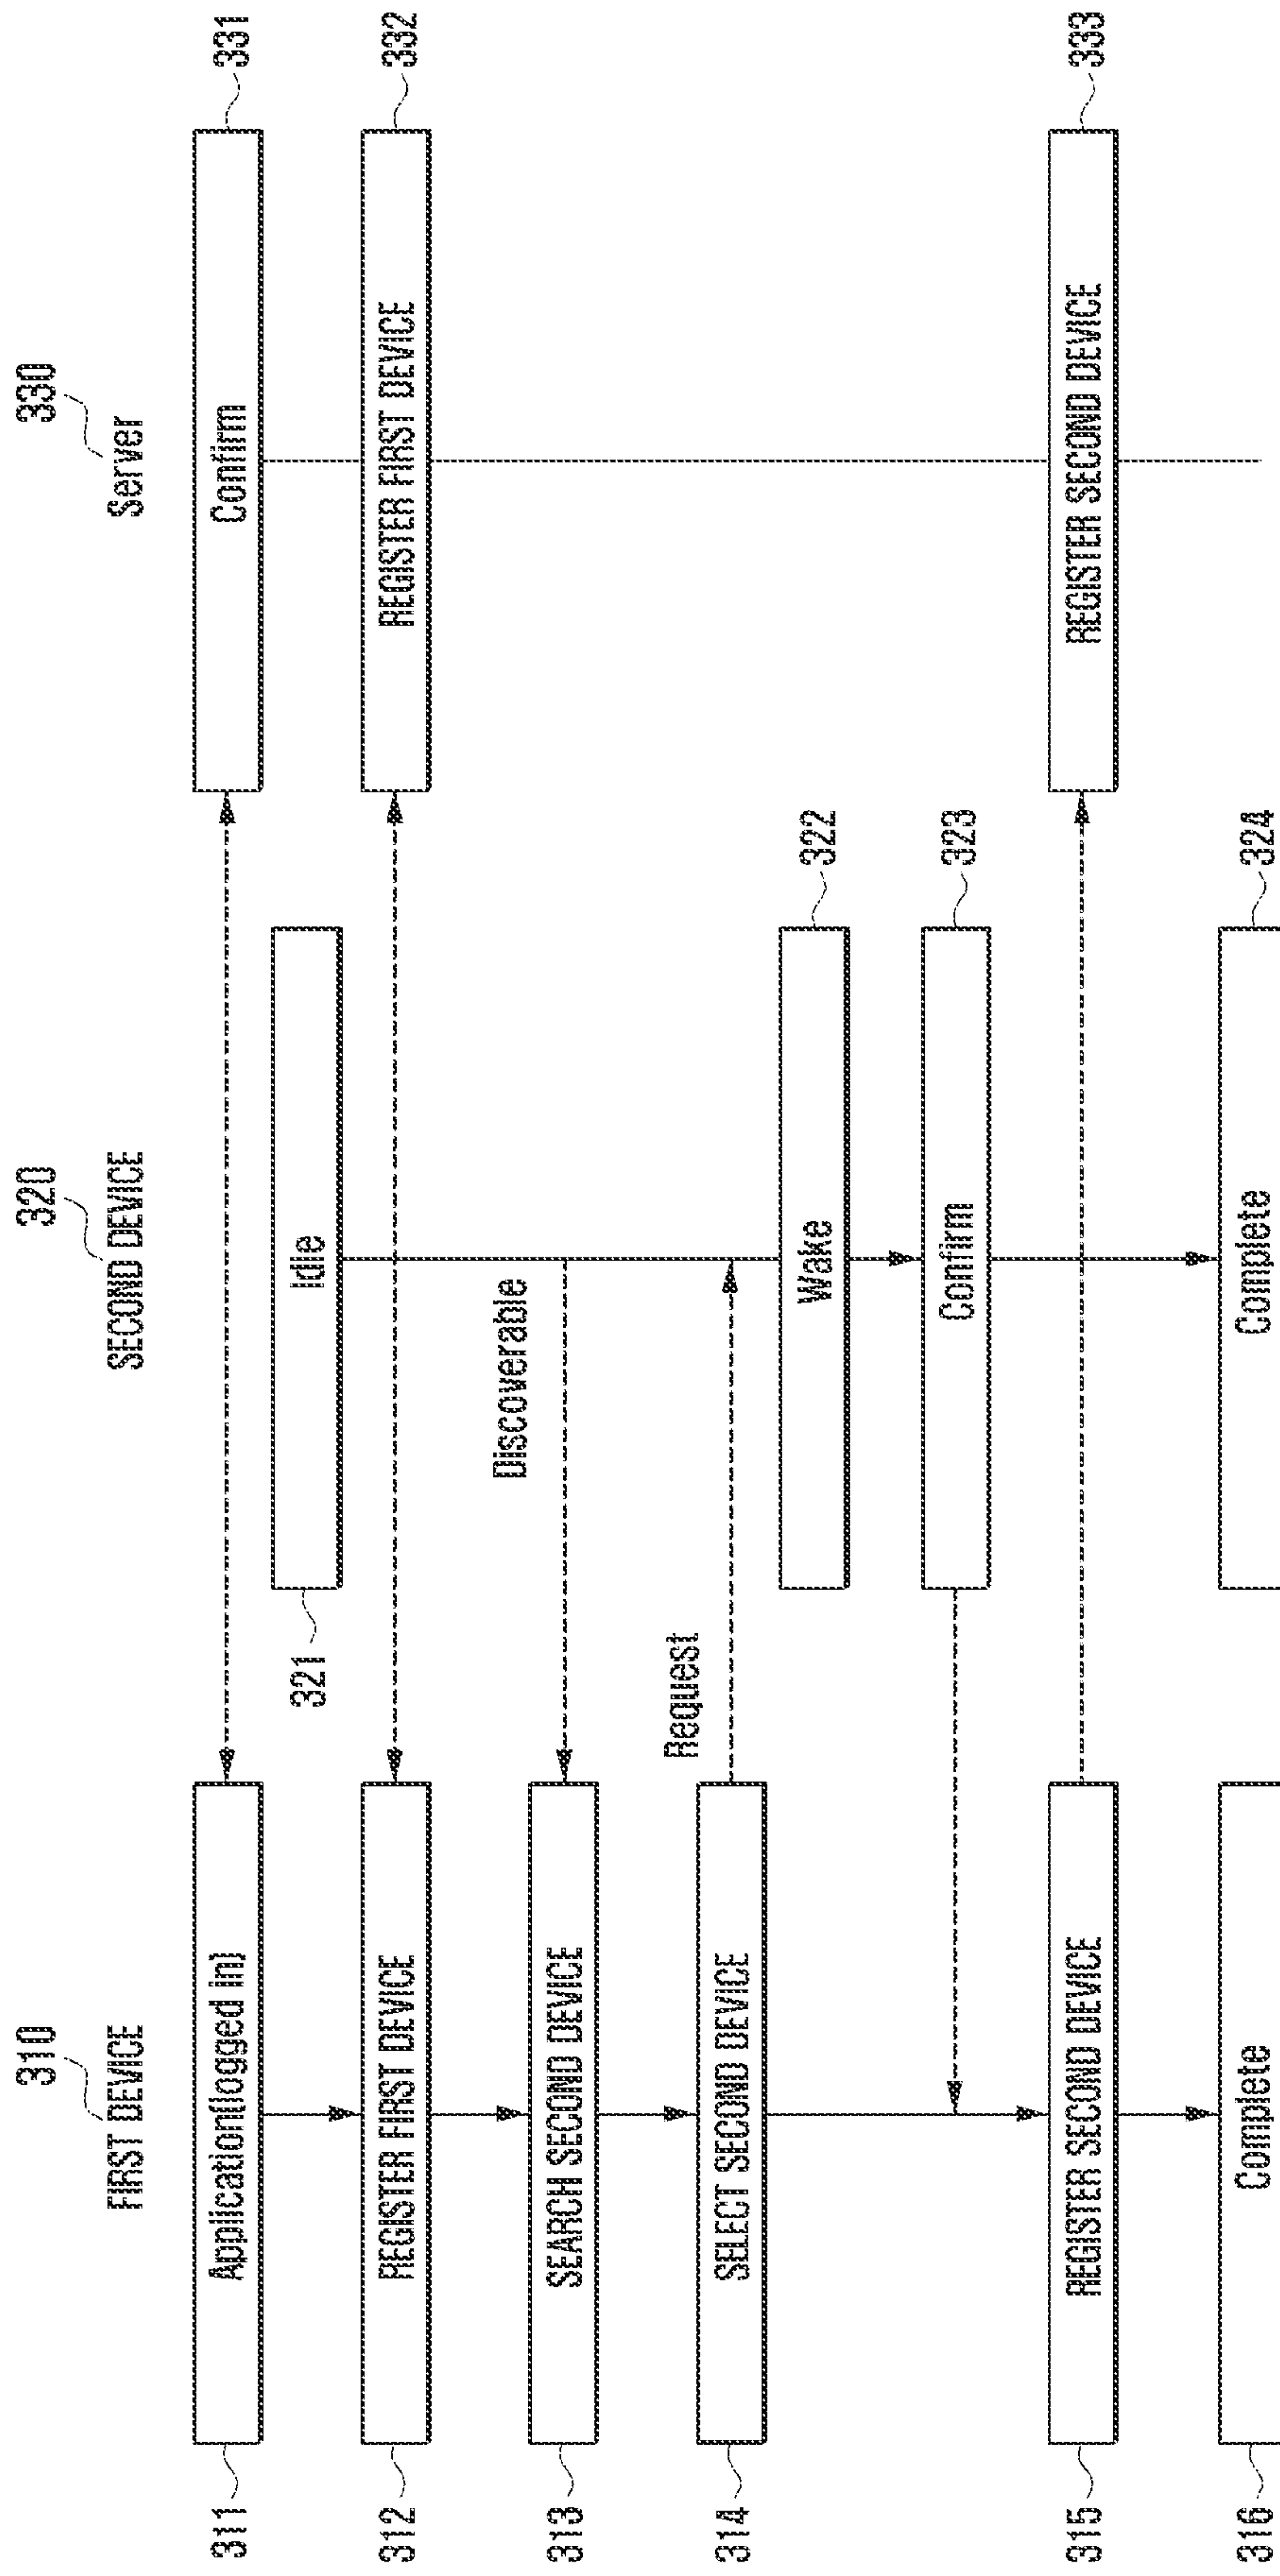 310
320
330
FIRST DEVICE
SECOND DEVICE
Server
311
Application(logged in)
Confirm
331
321
Idle
312
REGISTER FIRST DEVICE
REGISTER FIRST DEVICE
332
Discoverable
313
SEARCH SECOND DEVICE
Request
314
SELECT SECOND DEVICE
Wake
322
Confirm
323
315
REGISTER SECOND DEVICE
REGISTER SECOND DEVICE
333
316
Complete
Complete
324